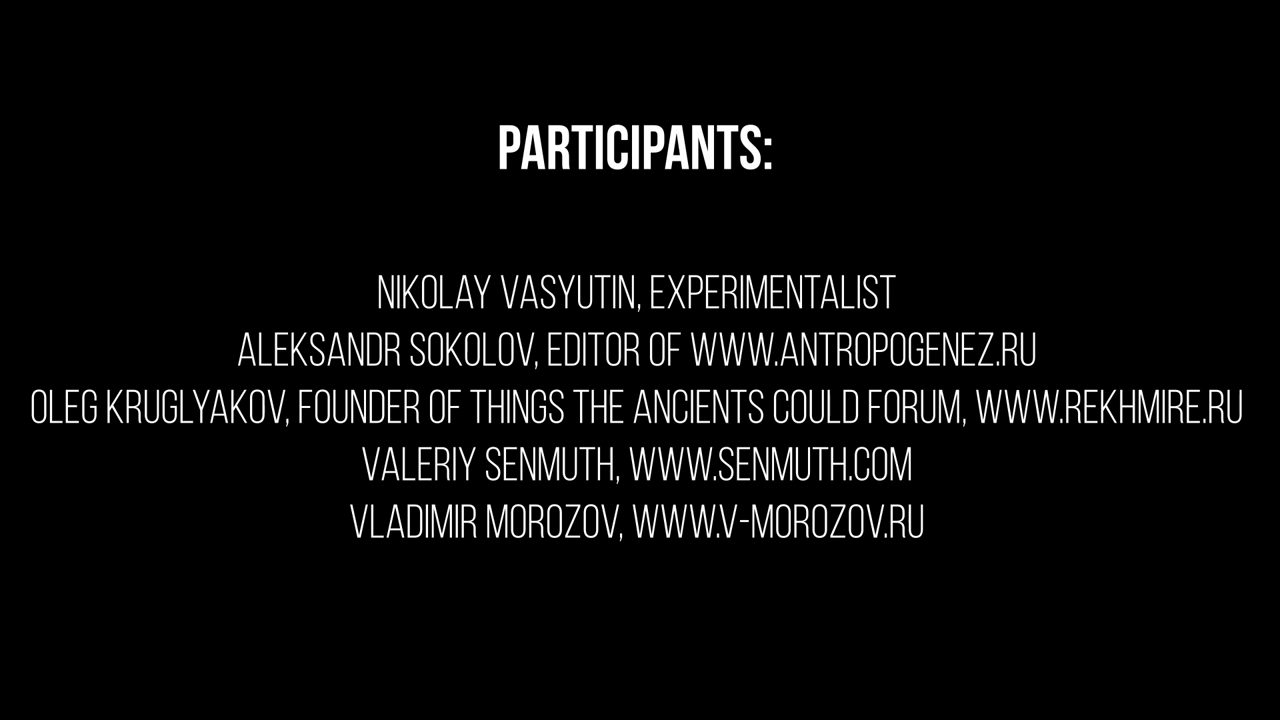 PARTICIPANTS:
NIKOLAY VASYUTIN, EXPERIMENTALIST
ALEKSANDR SOKOLOV, EDITOR OF WWW.ANTROPOGENEZ.RU
OLEG KRUGLYAKOV, FOUNDER OF THINGS THE ANCIENTS COULD FORUM, WWW.REKHMIRE.RU
VALERIY SENMUTH, WWW.SENMUTH.COM
VLADIMIR MOROZOV, WWW.V-MOROZOV.RU